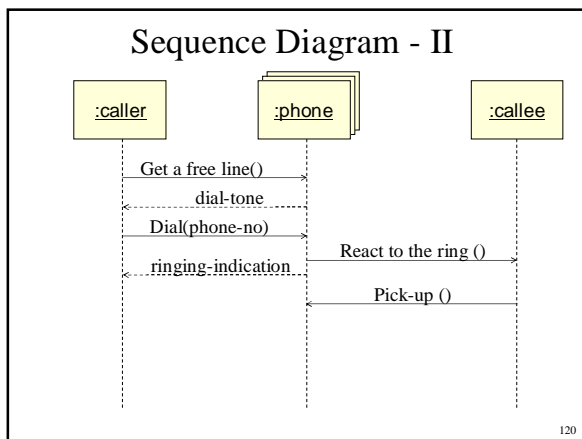 Sequence Diagram - II
:caller
:phone
:callee
Get a free line()
dial-tone
Dial(phone-no)
React to the ring ()
ringing-indication
Pick-up ()
120